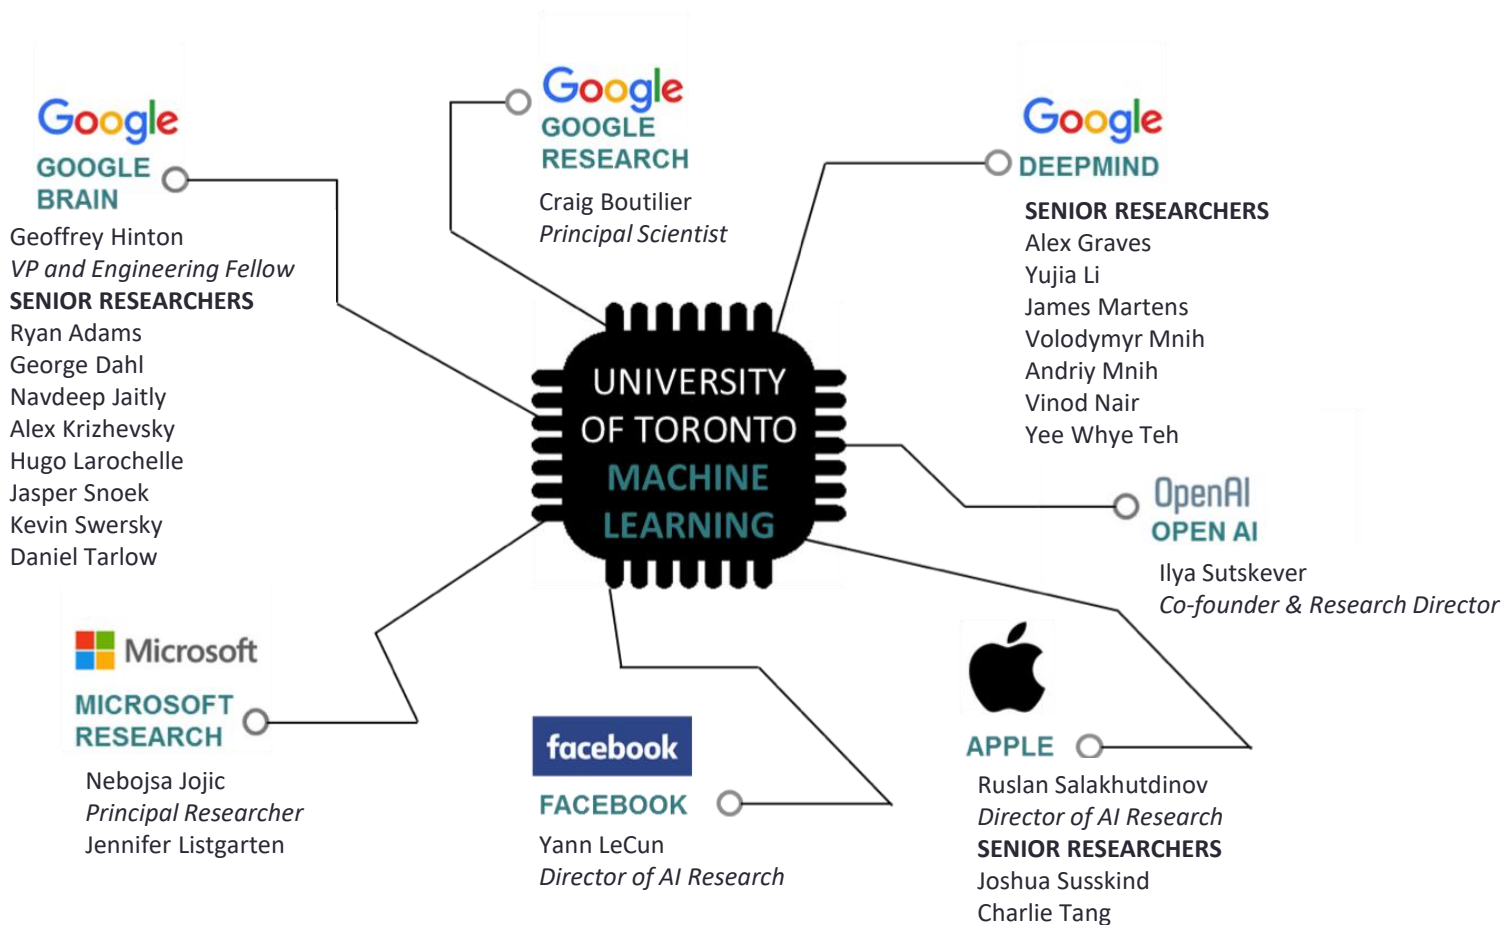 Google
GOOGLE
BRAIN
Geoffrey Hinton
VP and Engineering Fellow
SENIOR RESEARCHERS
Ryan Adams
George Dahl
Navdeep Jaitly
Alex Krizhevsky
Hugo Larochelle
Jasper Snoek
Kevin Swersky
Daniel Tarlow
Google
GOOGLE
RESEARCH
Craig Boutilier
Principal Scientist
Google
DEEPMIND
SENIOR RESEARCHERS
Alex Graves
Yujia Li
James Martens
Volodymyr Mnih
Andriy Mnih
Vinod Nair
Yee Whye Teh
UNIVERSITY
OF TORONTO
MACHINE
LEARNING
OpenAI
OPEN AI
Ilya Sutskever
Co-founder & Research Director
Microsoft
MICROSOFT
RESEARCH
Nebojsa Jojic
Principal Researcher
Jennifer Listgarten
facebook
FACEBOOK
Yann LeCun
Director of AI Research
APPLE
Ruslan Salakhutdinov
Director of AI Research
SENIOR RESEARCHERS
Joshua Susskind
Charlie Tang